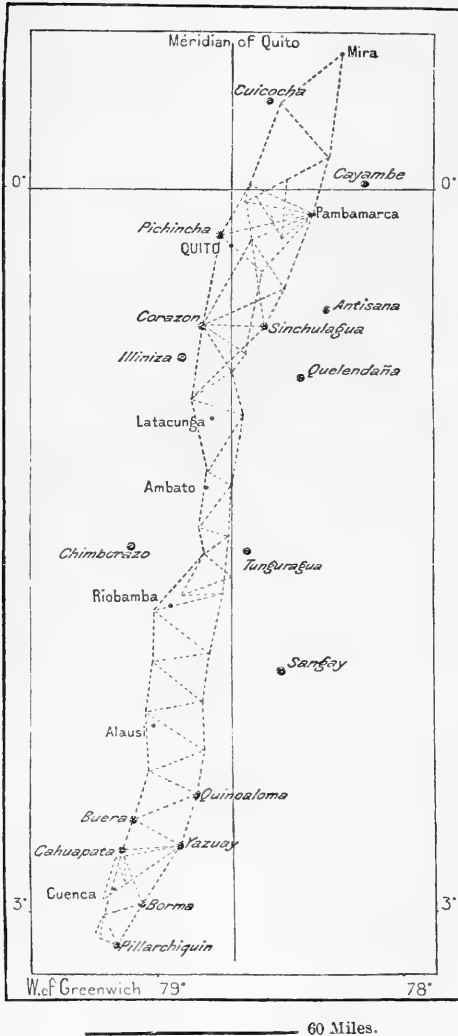 Méridian of Quito
Mira
Cuicocha
0°
Cayambe
0°
Pambamarca
Pichincha
QUITO
Antisana
Corazon
Sinchulagua
Illiniza
Quelendaña
Latacunga
Ambato
Chimborazo
Tunguragua
Riobamba
Sangay
Alausi
Quinoaloma
Buera
Yazuay
Cahuapata
Cuenca
3°
Borma
3°
Pillarchiquin
W.of Greenwich 79° 78°
60 Miles.